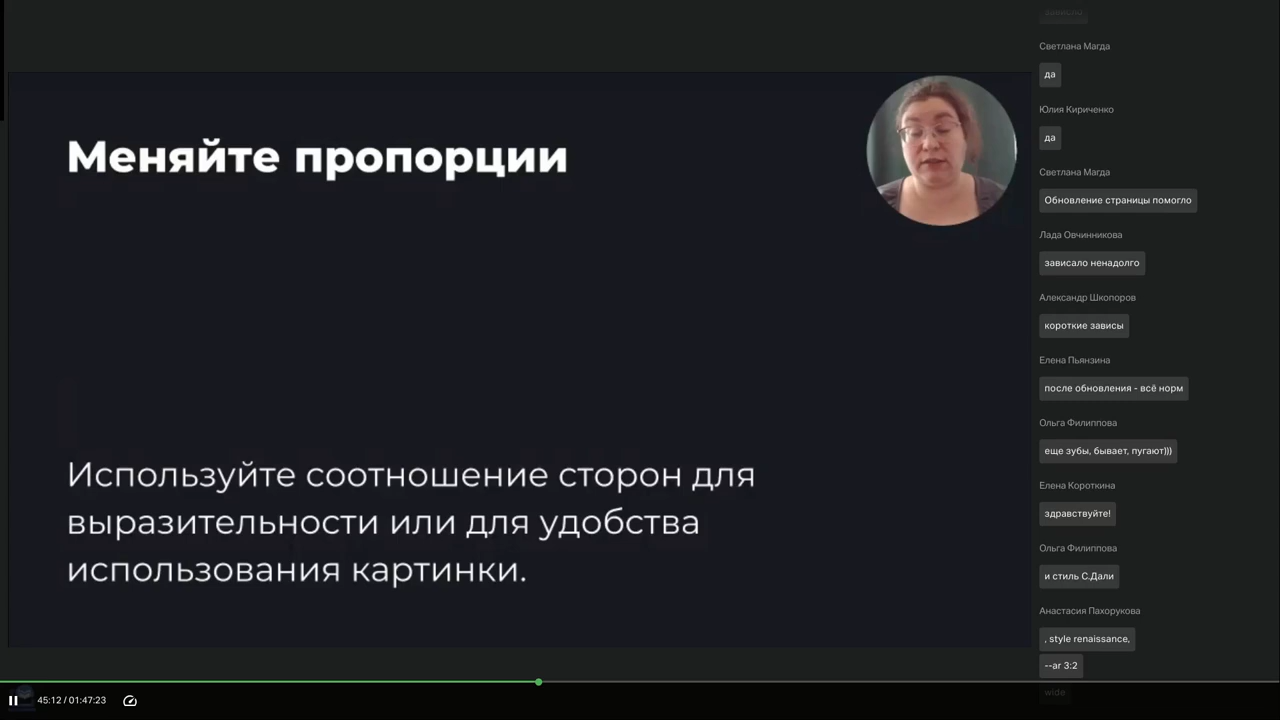 Меняйте пропорции
Используйте соотношение сторон для
выразительности или для удобства
использования картинки.
Светлана Магда
да
Юлия Кириченко
да
Светлана Магда
Обновление страницы помогло
Лада Овчинникова
зависало ненадолго
Александр Шкопоров
короткие зависы
Елена Пьянзина
после обновления - всё норм
Ольга Филиппова
еще зубы, бывает, пугают)))
Елена Короткина
здравствуйте!
Ольга Филиппова
и стиль С.Дали
Анастасия Пахорукова
, style renaissance,
--ar 3:2
wide
45:12 / 01:47:23